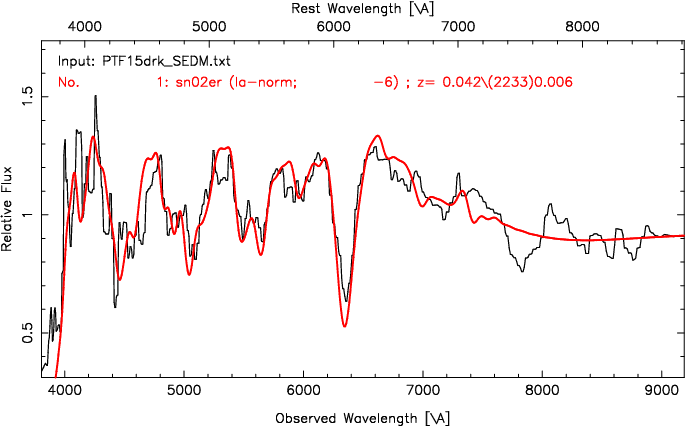 Rest Wavelength [\A]
4000 5000 6000 7000 8000
Input: PTF15drk_SEDM.txt
No. 1: sn02er (Ia-norm; -6) ; z= 0.042\(2233)0.006
1.5
1
0.5
Relative Flux
4000 5000 6000 7000 8000 9000
Observed Wavelength [\A]